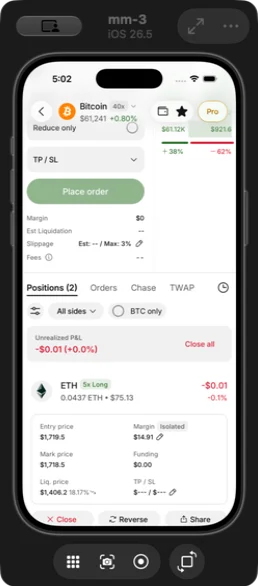 mm-3
iOS 26.5
5:02
Bitcoin 40x
$61,241 +0.80%
Pro
Reduce only
$61.12K $921.6
+ 38% − 62%
TP / SL
Place order
Margin $0
Est Liquidation --
Slippage Est: -- / Max: 3%
Fees --
Positions (2) Orders Chase TWAP
All sides BTC only
Unrealized P&L
-$0.01 (+0.0%)
Close all
ETH 5x Long -$0.01
0.0437 ETH • $75.13 -0.1%
Entry price Margin Isolated
$1,719.5 $14.91
Mark price Funding
$1,718.5 $0.00
Liq. price TP / SL
$1,406.2 18.17% $--- / $---
Close Reverse Share